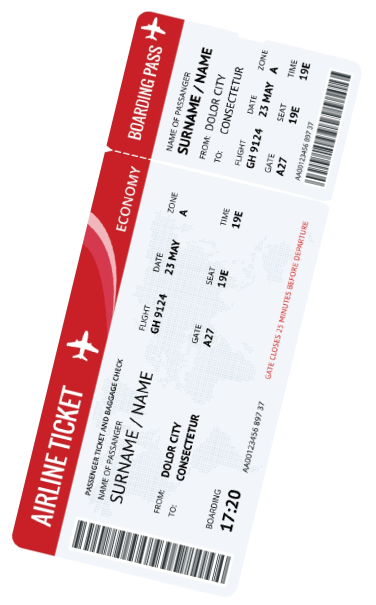 AIRLINE TICKET
ECONOMY
PASSENGER TICKET AND BAGGAGE CHECK
NAME OF PASSANGER
SURNAME / NAME
FLIGHT DATE ZONE
GH 9124 23 MAY A
FROM: DOLOR CITY
TO: CONSECTETUR
GATE SEAT TIME
A27 19E 19E
BOARDING
17:20
AA00123456 897 37
GATE CLOSES 25 MINUTES BEFORE DEPARTURE
BOARDING PASS
NAME OF PASSANGER
SURNAME / NAME
FROM: DOLOR CITY
TO: CONSECTETUR
FLIGHT DATE ZONE
GH 9124 23 MAY A
GATE SEAT TIME
A27 19E 19E
AA00123456 897 37